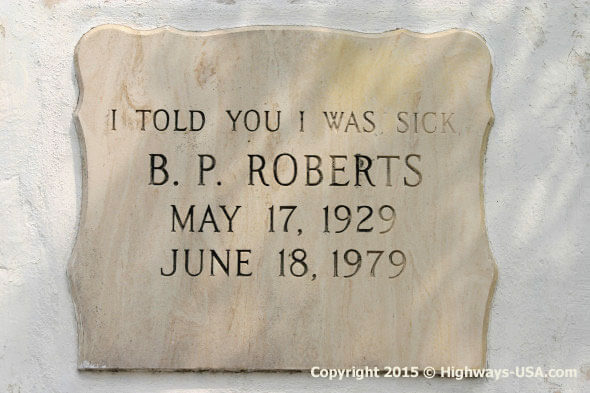 I TOLD YOU I WAS SICK
B. P. ROBERTS
MAY 17, 1929
JUNE 18, 1979
Copyright 2015 © Highways-USA.com